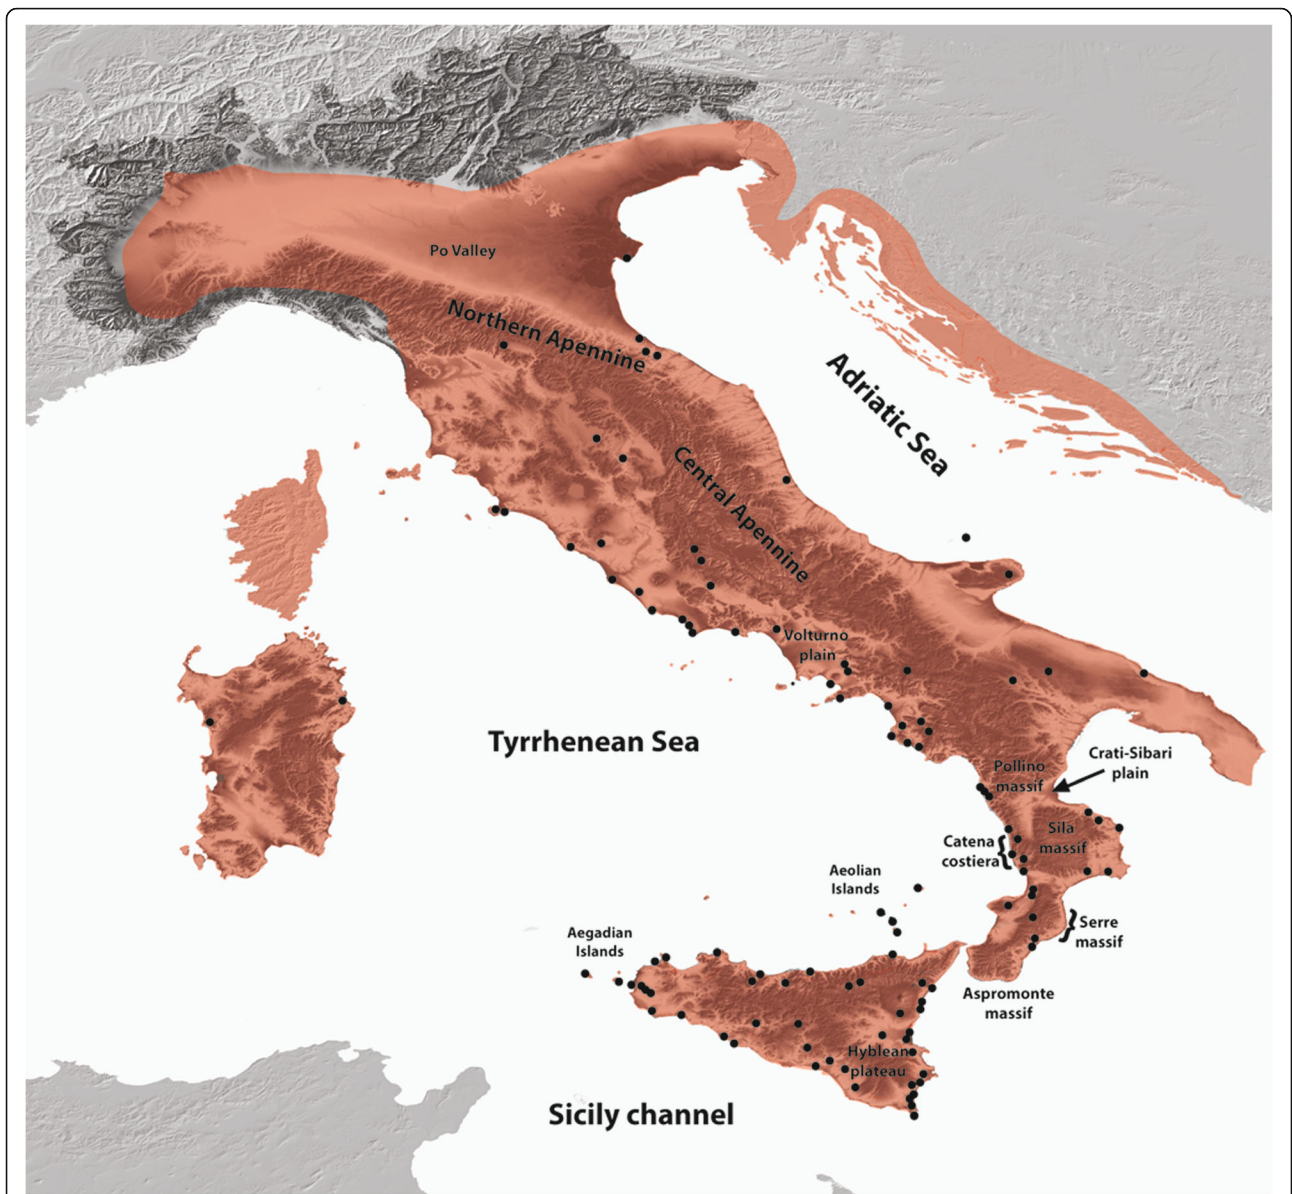 Po Valley
Northern Apennine
Adriatic Sea
Central Apennine
Volturno
plain
Tyrrhenean Sea
Pollino
massif
Crati-Sibari
plain
Sila
massif
Catena
costiera
Aeolian
Islands
Aegadian
Islands
Serre
massif
Aspromonte
massif
Hyblean
plateau
Sicily channel